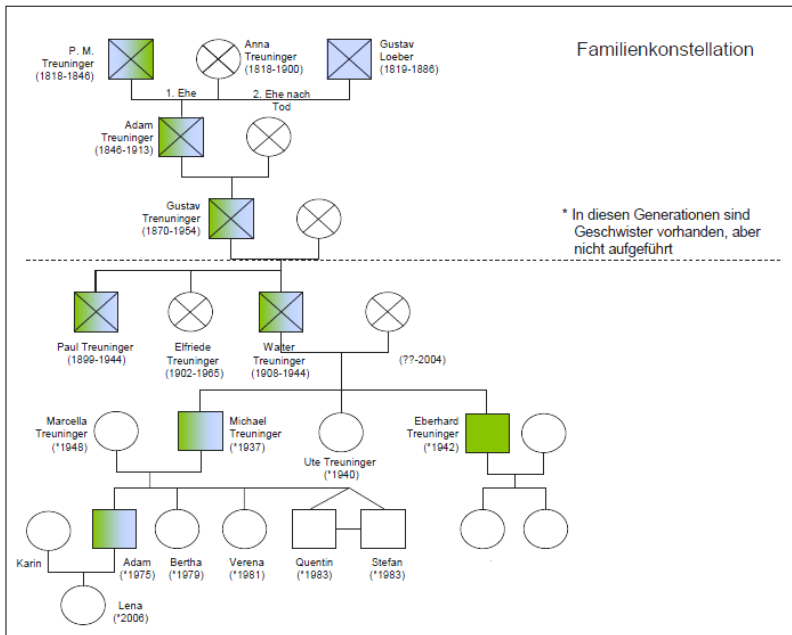 P. M.
Treuninger
(1818-1846)
Anna
Treuninger
(1818-1900)
Gustav
Loeber
(1819-1886)
Familienkonstellation
1. Ehe
2. Ehe nach
Tod
Adam
Treuninger
(1846-1913)
Gustav
Trenuninger
(1870-1954)
* In diesen Generationen sind
Geschwister vorhanden, aber
nicht aufgeführt
Paul Treuninger
(1899-1944)
Elfriede
Treuninger
(1902-1965)
Walter
Treuninger
(1908-1944)
(??-2004)
Marcella
Treuninger
(*1948)
Michael
Treuninger
(*1937)
Ute Treuninger
(*1940)
Eberhard
Treuninger
(*1942)
Karin
Adam
(*1975)
Bertha
(*1979)
Verena
(*1981)
Quentin
(*1983)
Stefan
(*1983)
Lena
(*2006)